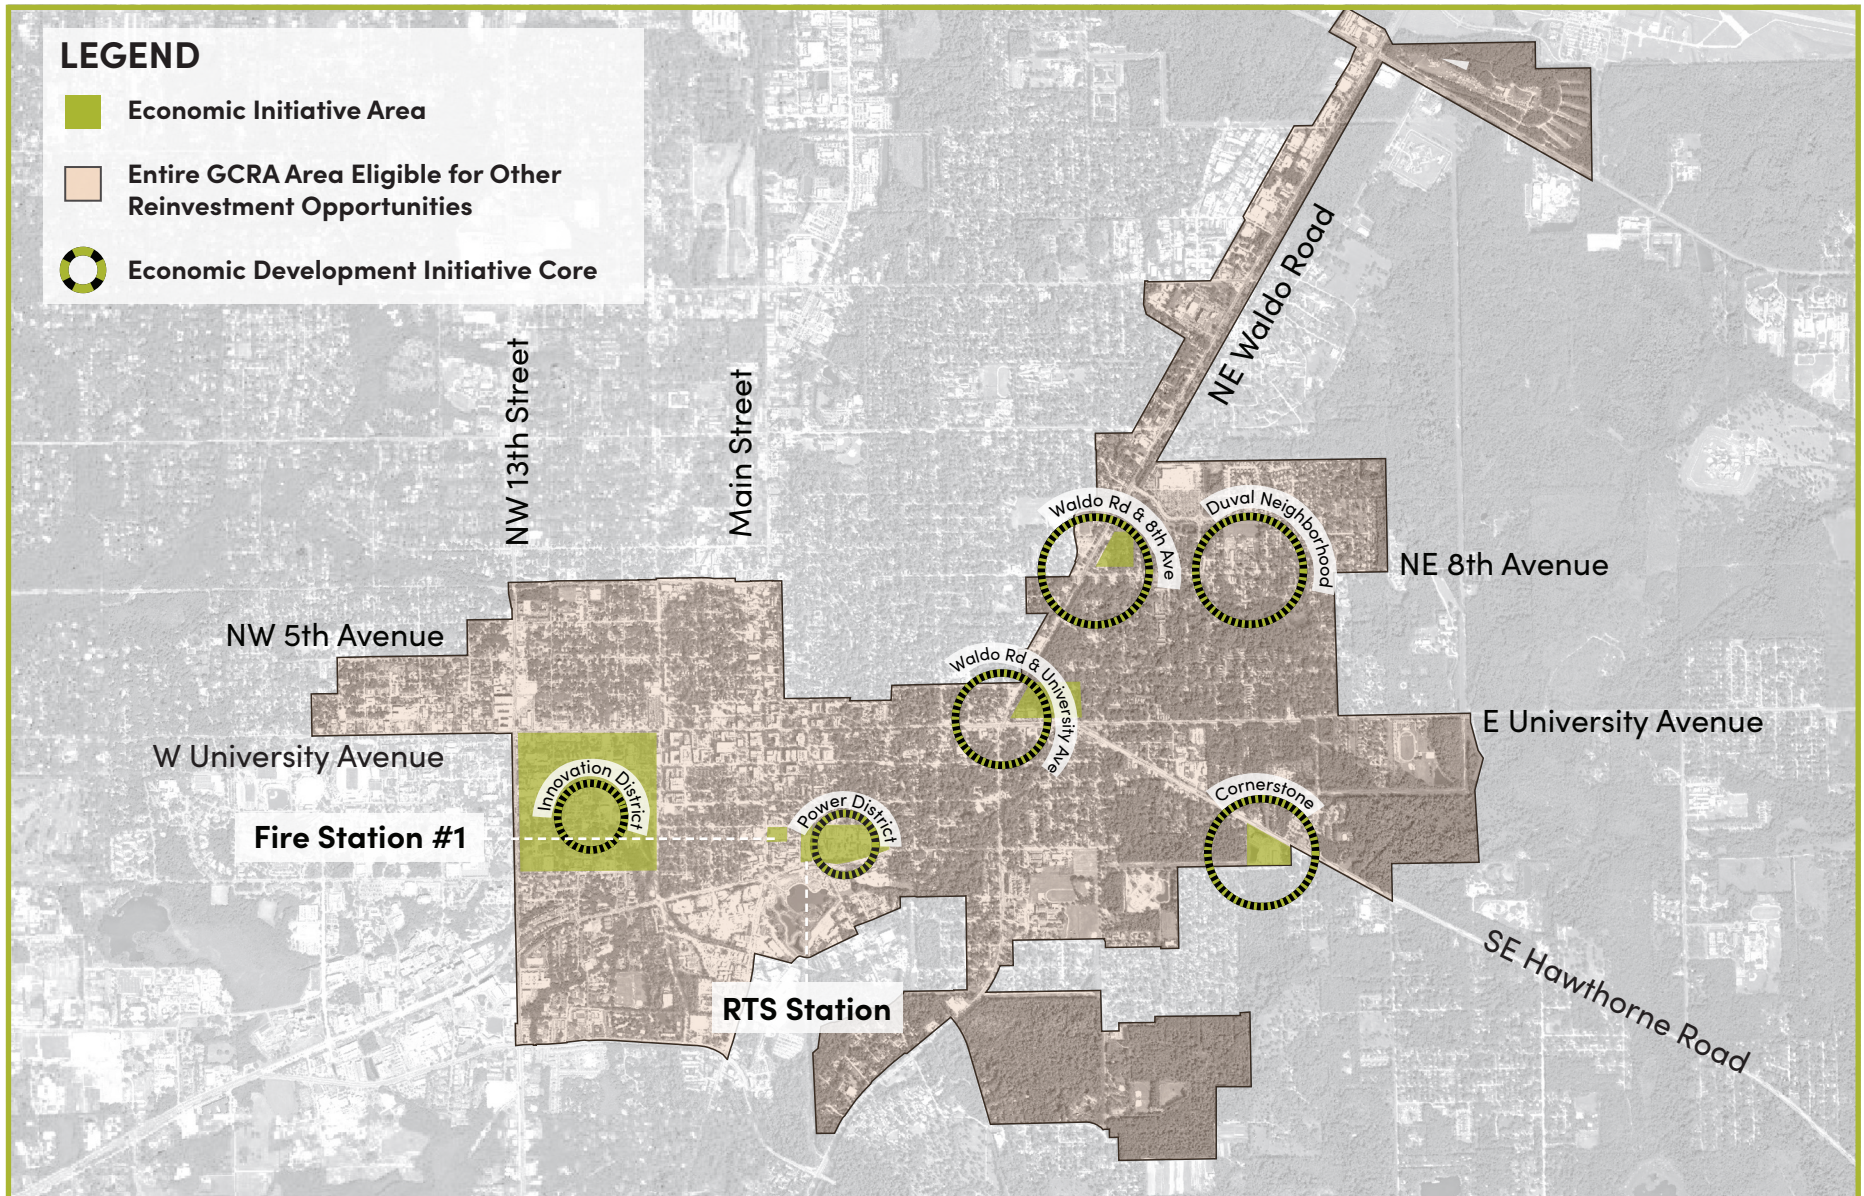 LEGEND
Economic Initiative Area
Entire GCRA Area Eligible for Other
Reinvestment Opportunities
Economic Development Initiative Core
NE Waldo Road
NW 13th Street
Main Street
Waldo Rd & 8th Ave
Duval Neighborhood
NE 8th Avenue
NW 5th Avenue
Waldo Rd & University Ave
E University Avenue
W University Avenue
Innovation District
Power District
Cornerstone
Fire Station #1
SE Hawthorne Road
RTS Station